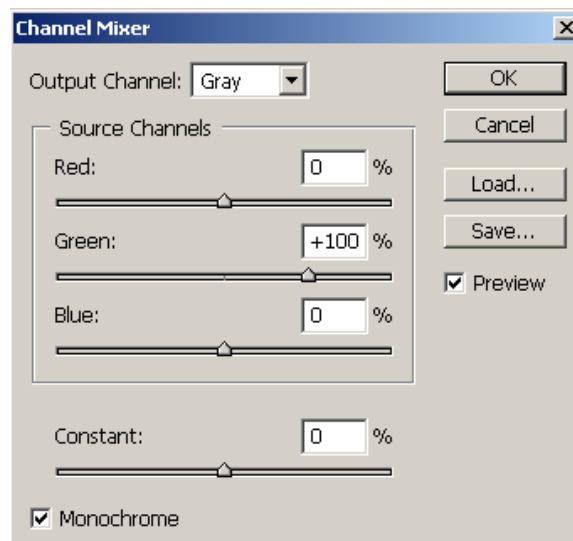 Channel Mixer
Output Channel: Gray
OK
Source Channels
Cancel
Red: 0 %
Load...
Green: +100 %
Save...
Preview
Blue: 0 %
Constant: 0 %
Monochrome